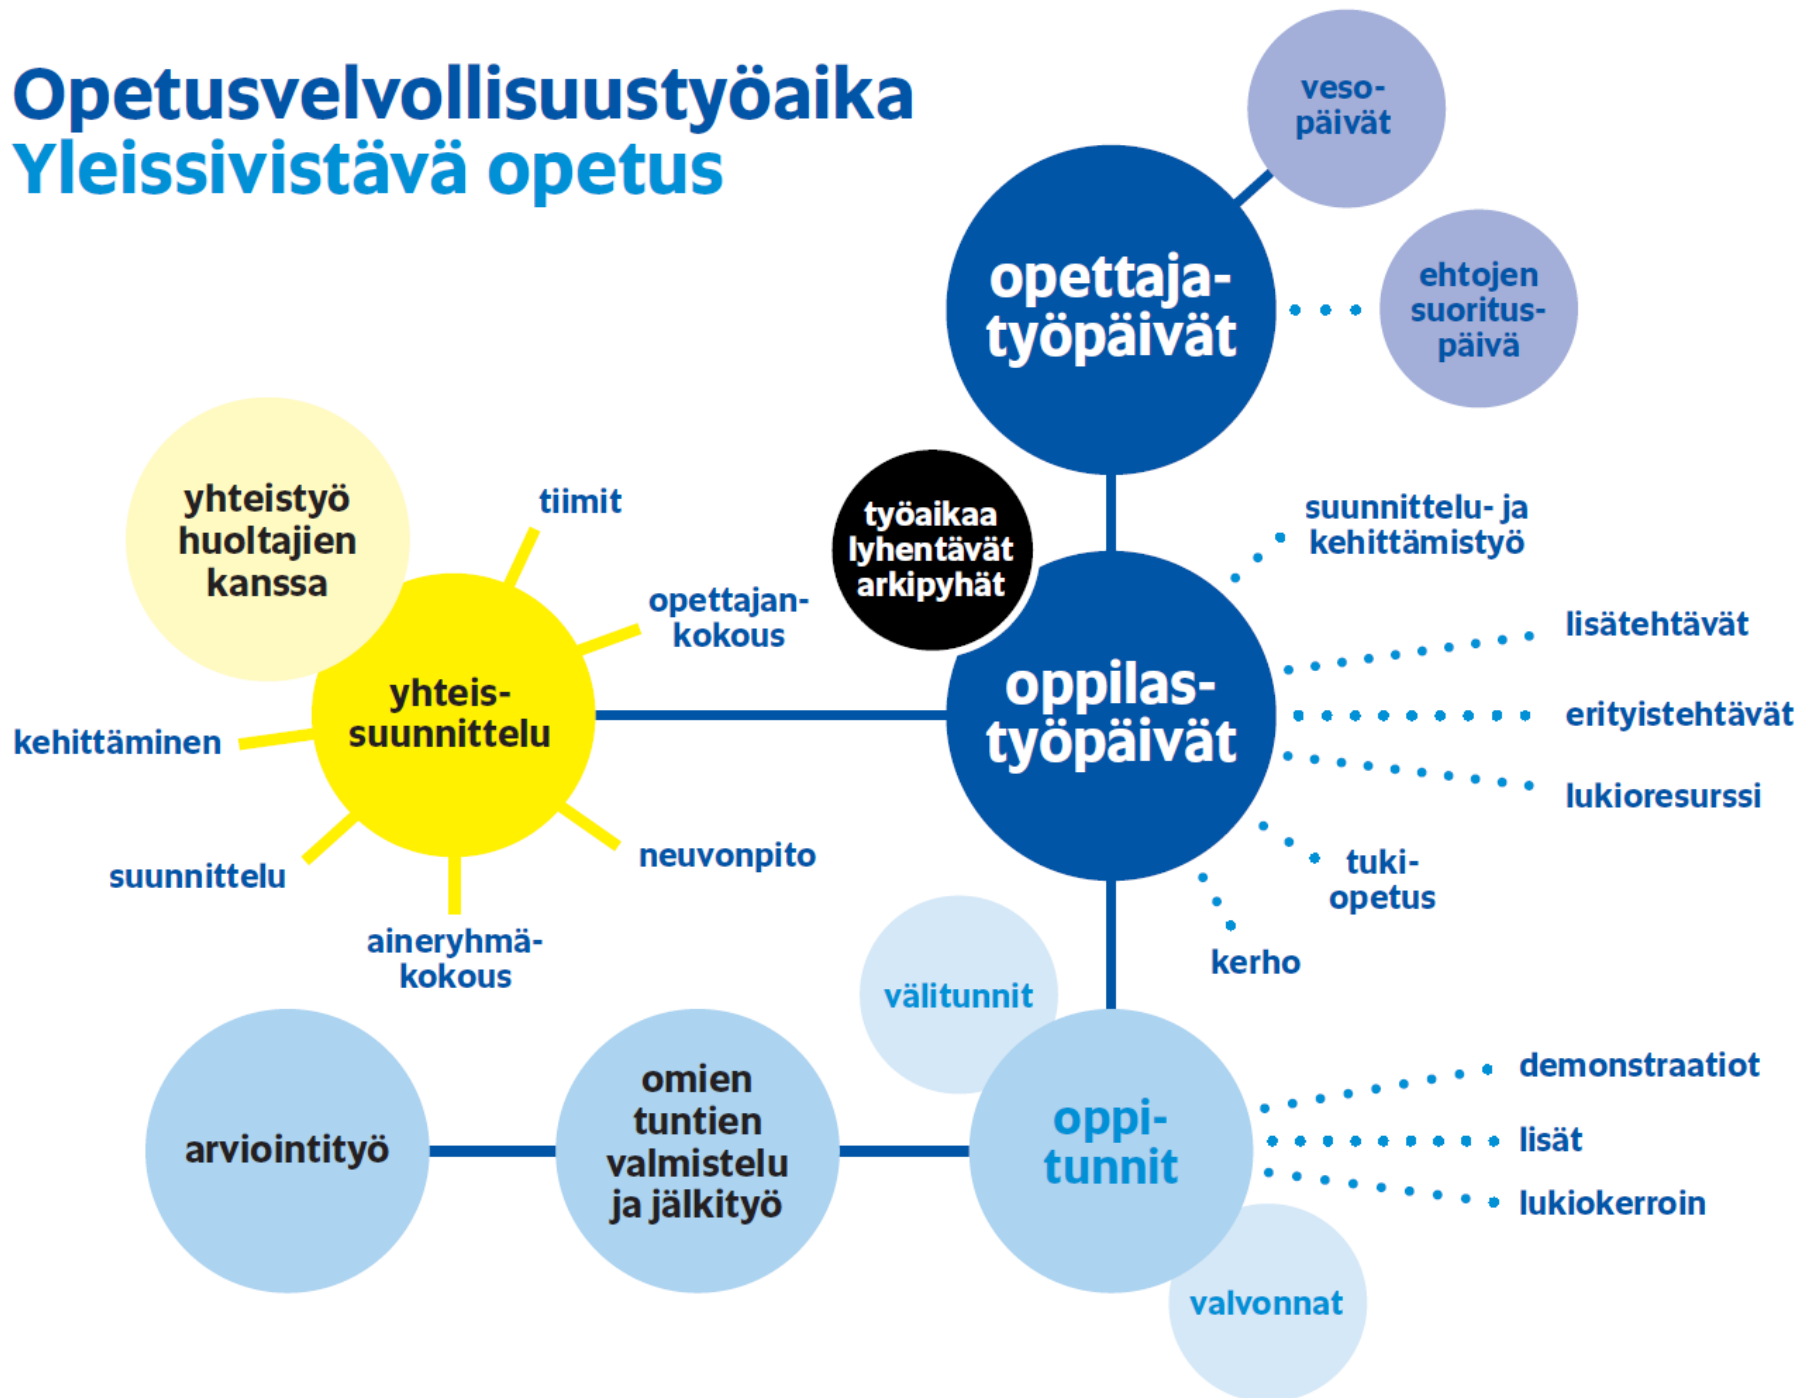 Opetusvelvollisuustyöaika
Yleissivistävä opetus
veso-
päivät
opettaja-
työpäivät
ehtojen
suoritus-
päivä
yhteistyö
huoltajien
kanssa
tiimit
opettajan-
kokous
yhteis-
suunnittelu
kehittäminen
suunnittelu
aineryhmä-
kokous
neuvonpito
työaikaa
lyhentävät
arkipyhät
oppilas-
työpäivät
suunnittelu- ja
kehittämistyö
lisätehtävät
erityistehtävät
lukioresurssi
tuki-
opetus
kerho
välitunnit
arviointityö
omien
tuntien
valmistelu
ja jälkityö
oppi-
tunnit
demonstraatiot
lisät
lukiokerroin
valvonnat